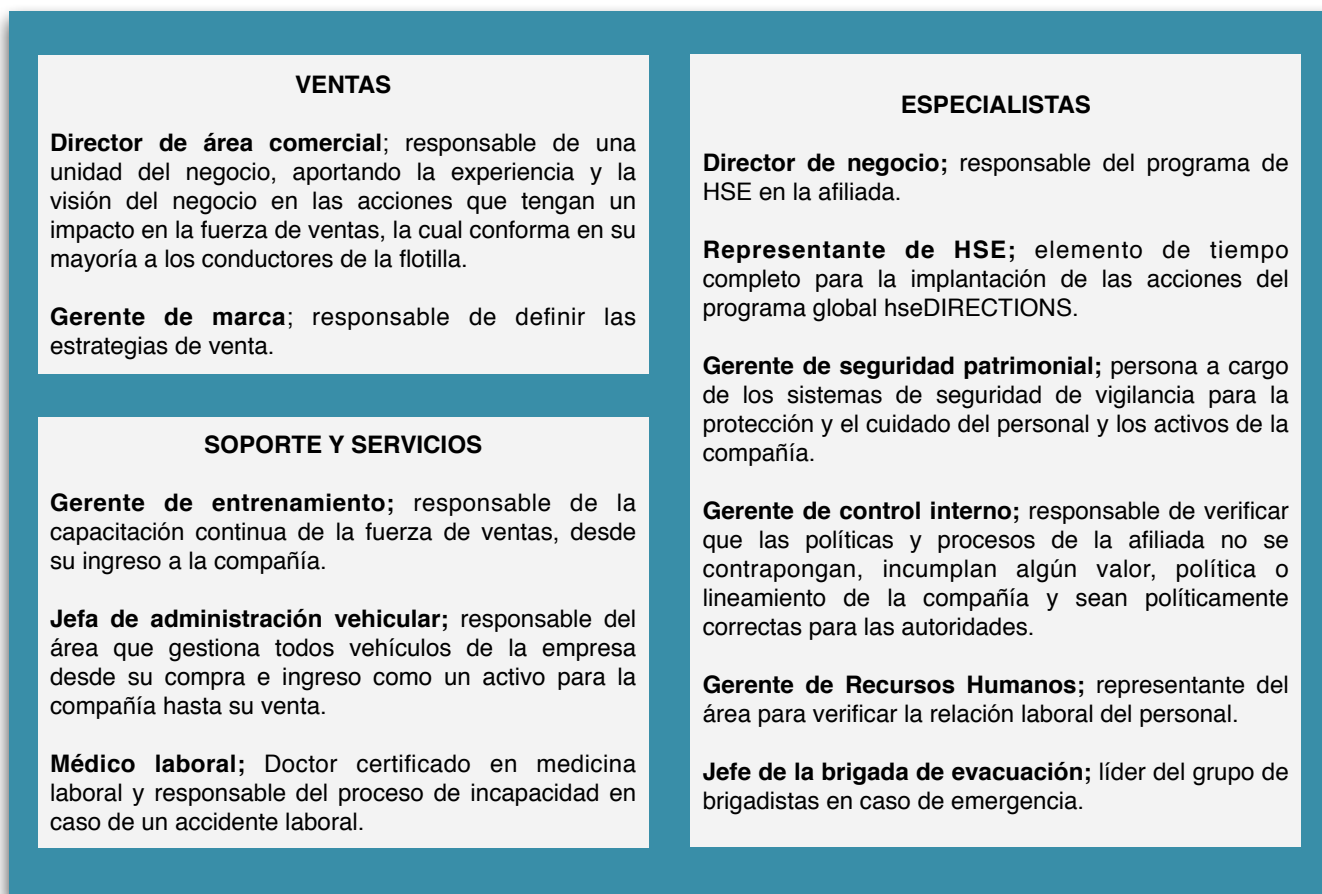 VENTAS
Director de área comercial; responsable de una
unidad del negocio, aportando la experiencia y la
visión del negocio en las acciones que tengan un
impacto en la fuerza de ventas, la cual conforma en su
mayoría a los conductores de la flotilla.
Gerente de marca; responsable de definir las
estrategias de venta.
SOPORTE Y SERVICIOS
Gerente de entrenamiento; responsable de la
capacitación continua de la fuerza de ventas, desde
su ingreso a la compañía.
Jefa de administración vehicular; responsable del
área que gestiona todos vehículos de la empresa
desde su compra e ingreso como un activo para la
compañía hasta su venta.
Médico laboral; Doctor certificado en medicina
laboral y responsable del proceso de incapacidad en
caso de un accidente laboral.
ESPECIALISTAS
Director de negocio; responsable del programa de
HSE en la afiliada.
Representante de HSE; elemento de tiempo
completo para la implantación de las acciones del
programa global hseDIRECTIONS.
Gerente de seguridad patrimonial; persona a cargo
de los sistemas de seguridad de vigilancia para la
protección y el cuidado del personal y los activos de la
compañía.
Gerente de control interno; responsable de verificar
que las políticas y procesos de la afiliada no se
contrapongan, incumplan algún valor, política o
lineamiento de la compañía y sean políticamente
correctas para las autoridades.
Gerente de Recursos Humanos; representante del
área para verificar la relación laboral del personal.
Jefe de la brigada de evacuación; líder del grupo de
brigadistas en caso de emergencia.